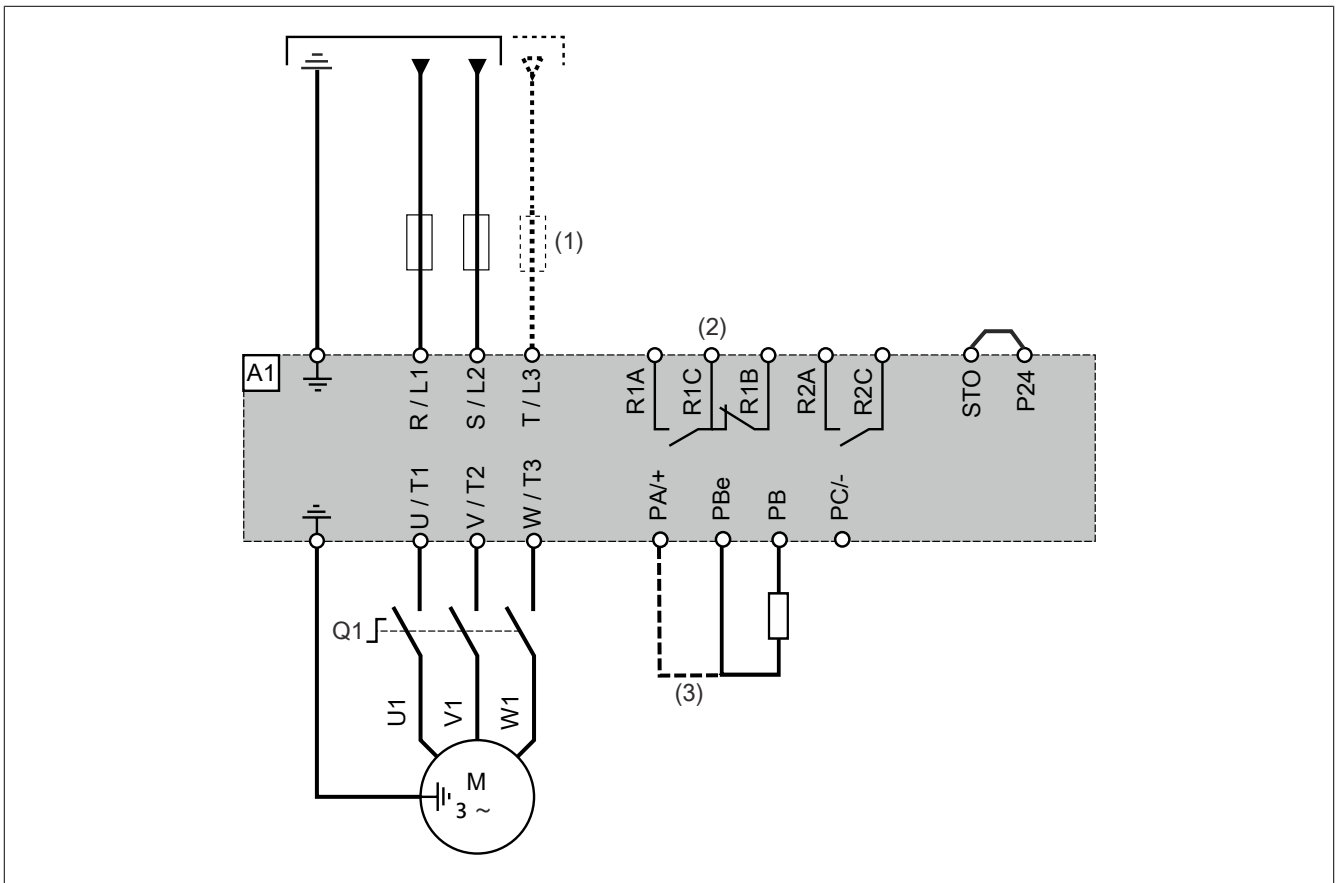 (1)
(2)
A1
R / L1
S / L2
T / L3
R1A
R1C
R1B
R2A
R2C
STO
P24
U / T1
V / T2
W / T3
PA/+
PBe
PB
PC/-
Q1
(3)
U1
V1
W1
M
3 ~